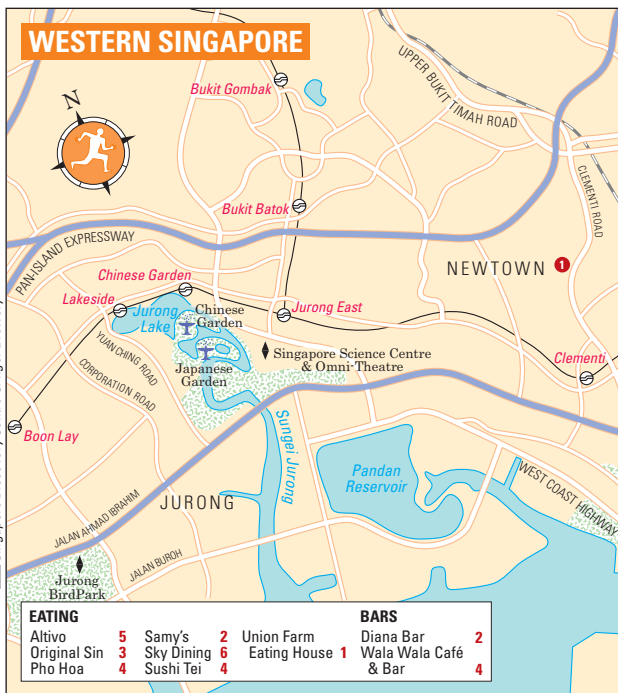 WESTERN SINGAPORE
N
Bukit Gombak
UPPER BUKIT TIMAH ROAD
CLEMENTI ROAD
Bukit Batok
PAN-ISLAND EXPRESSWAY
NEWTOWN 1
Chinese Garden
Lakeside
Jurong
Lake
Chinese
Garden
Jurong East
YUAN CHING ROAD
CORPORATION ROAD
Japanese
Garden
Singapore Science Centre
& Omni-Theatre
Clementi
Boon Lay
Sungei Jurong
Pandan
Reservoir
WEST COAST HIGHWAY
JURONG
JALAN AHMAD IBRAHIM
JALAN BUROH
Jurong
BirdPark
EATING
Altivo 5
Original Sin 3
Pho Hoa 4
Samy's 2
Sky Dining 6
Sushi Tei 4
Union Farm
Eating House 1
BARS
Diana Bar 2
Wala Wala Café
& Bar 4